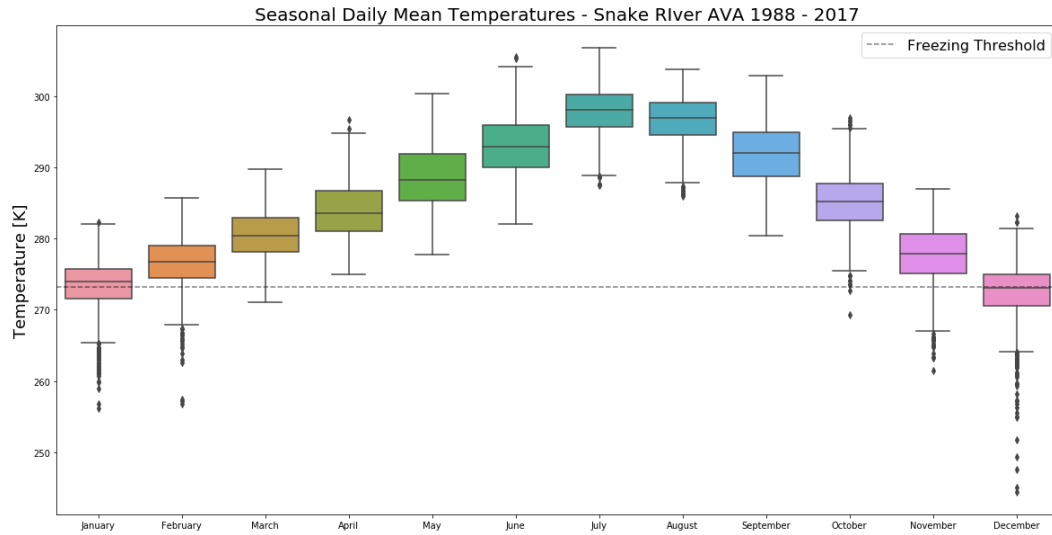 Seasonal Daily Mean Temperatures - Snake RIver AVA 1988 - 2017
Freezing Threshold
Temperature [K]
300
290
280
270
260
250
January February March April May June July August September October November December